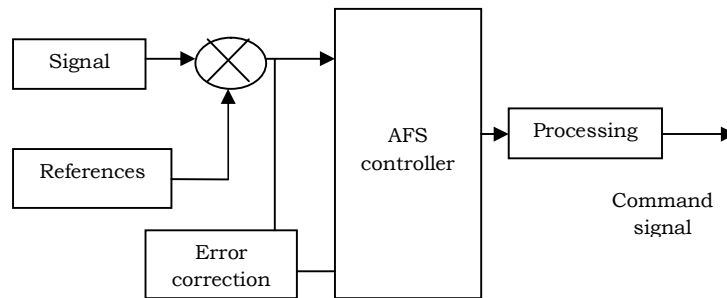 Signal
References
Error
correction
AFS
controller
Processing
Command
signal